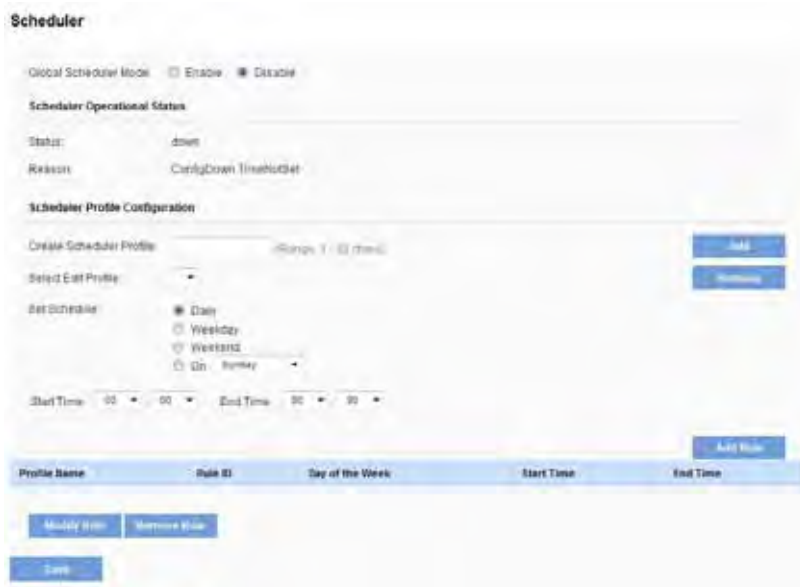 Scheduler
Global Scheduler Mode: Enable Disable
Scheduler Operational Status
Status: down
Reason: ConfigDown TimeNotSet
Scheduler Profile Configuration
Create Scheduler Profile: (Range: 1 - 32 chars)
Select Edit Profile:
Set Schedule: Daily
Weekday
Weekend
On Sunday
Start Time: 00 00 End Time: 00 00
Add
Remove
Add Rule
Profile Name Rule ID Day of the Week Start Time End Time
Modify Rule Remove Rule
Save